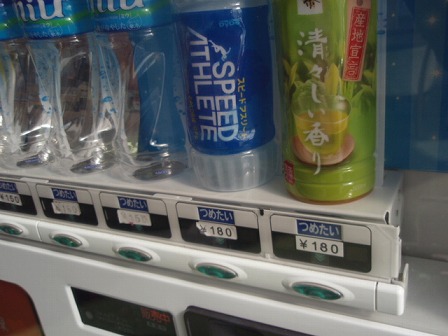 SPEED
ATHLETE
スピードアスリート
清々しい香り
産地宣言
つめたい
つめたい
つめたい
つめたい
つめたい
¥150
¥180
¥180